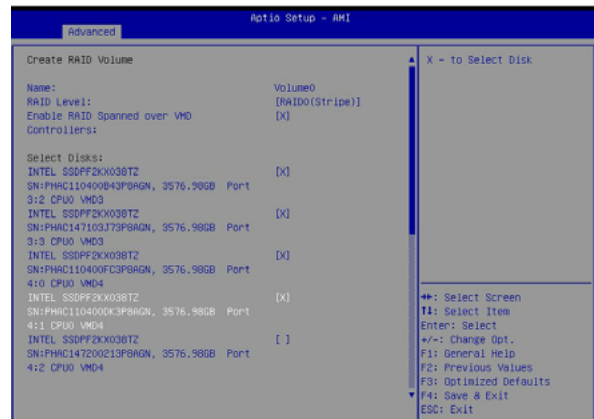 Aptio Setup - AMI
Advanced
Create RAID Volume
Name: Volume0
RAID Level: [RAID0(Stripe)]
Enable RAID Spanned over VMD [X]
Controllers:
Select Disks:
INTEL SSDPF2KX038TZ [X]
SN:PHAC110400B43P8AGN, 3576.98GB Port
3:2 CPU0 VMD3
INTEL SSDPF2KX038TZ [X]
SN:PHAC147103J73P8AGN, 3576.98GB Port
3:3 CPU0 VMD3
INTEL SSDPF2KX038TZ [X]
SN:PHAC110400FC3P8AGN, 3576.98GB Port
4:0 CPU0 VMD4
INTEL SSDPF2KX038TZ [X]
SN:PHAC110400DK3P8AGN, 3576.98GB Port
4:1 CPU0 VMD4
INTEL SSDPF2KX038TZ [ ]
SN:PHAC147200213P8AGN, 3576.98GB Port
4:2 CPU0 VMD4
X - to Select Disk
→←: Select Screen
↑↓: Select Item
Enter: Select
+/-: Change Opt.
F1: General Help
F2: Previous Values
F3: Optimized Defaults
F4: Save & Exit
ESC: Exit